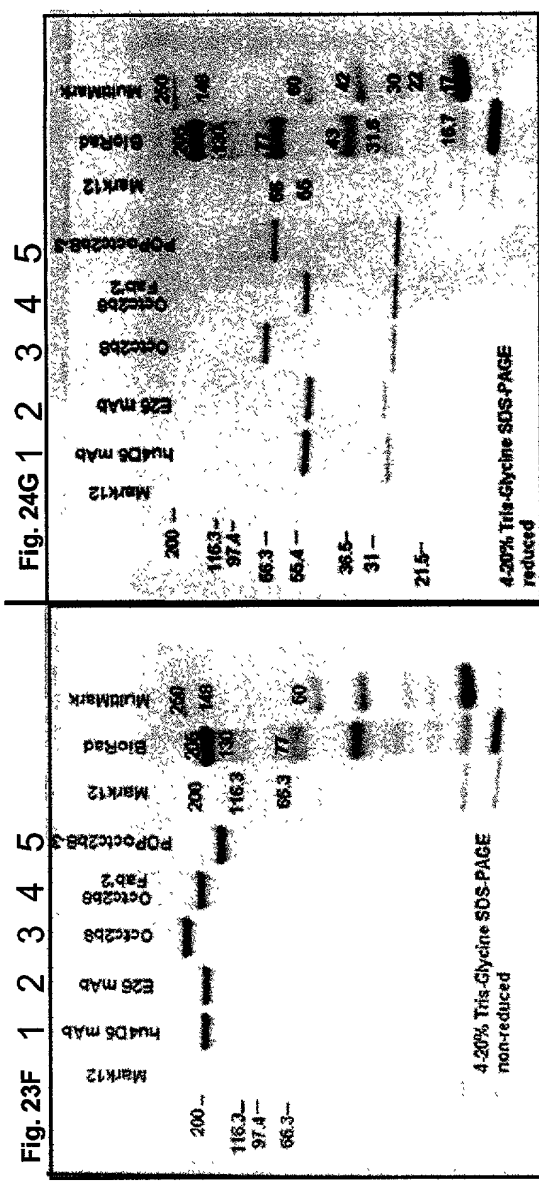 Fig. 23F
1 2 3 4 5
Mark12
hu4D5 mAb
E26 mAb
Octc2b8
Octc2b8
Fab'2
POPoctc2b8-3
Mark12
BioRad
MultiMark
200
116.3
97.4
66.3
200
116.3
66.3
205
130
77
250
148
60
4-20% Tris-Glycine SDS-PAGE
non-reduced
Fig. 24G
1 2 3 4 5
Mark12
hu4D5 mAb
E26 mAb
Octc2b8
Octc2b8
Fab'2
POPoctc2b8-3
Mark12
BioRad
MultiMark
200
116.3
97.4
66.3
55.4
36.5
31
21.5
66
55
205
130
77
43
31.8
16.7
250
148
60
42
30
22
17
4-20% Tris-Glycine SDS-PAGE
reduced